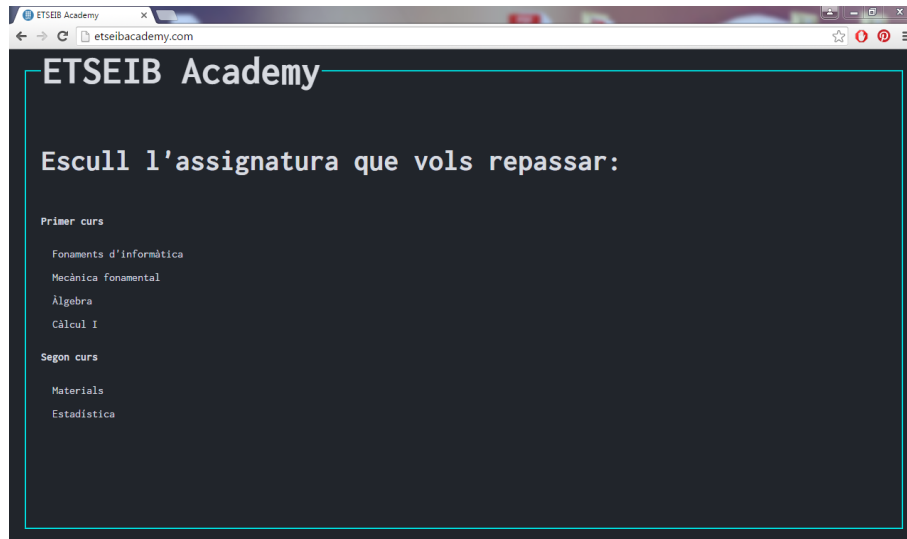 ETSEIB Academy
etseibacademy.com
ETSEIB Academy
Escull l'assignatura que vols repassar:
Primer curs
Fonaments d'informàtica
Mecànica fonamental
Àlgebra
Càlcul I
Segon curs
Materials
Estadística